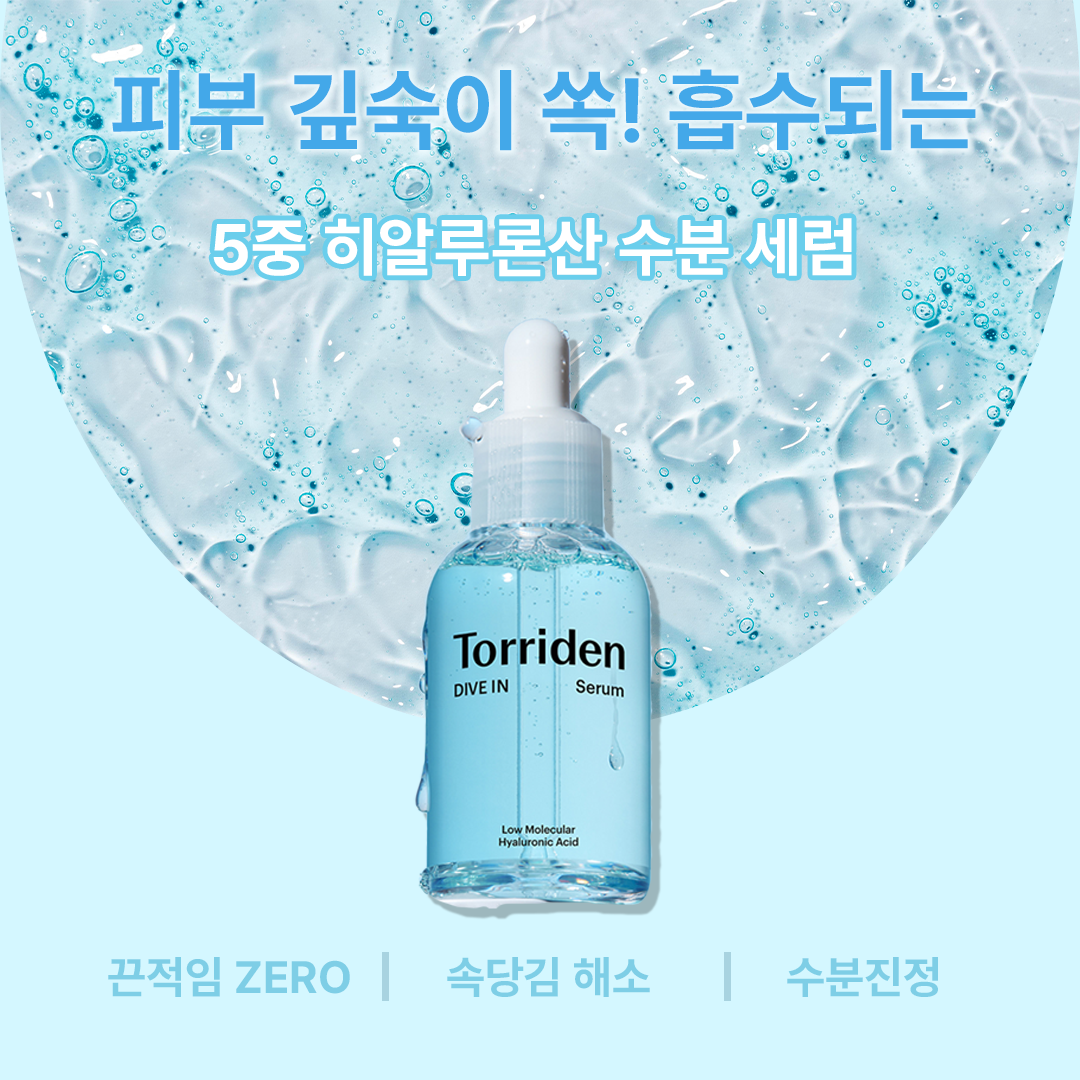 피부 깊숙이 쏙! 흡수되는
5중 히알루론산 수분 세럼
Torriden
DIVE IN Serum
Low Molecular
Hyaluronic Acid
끈적임 ZERO | 속당김 해소 | 수분진정